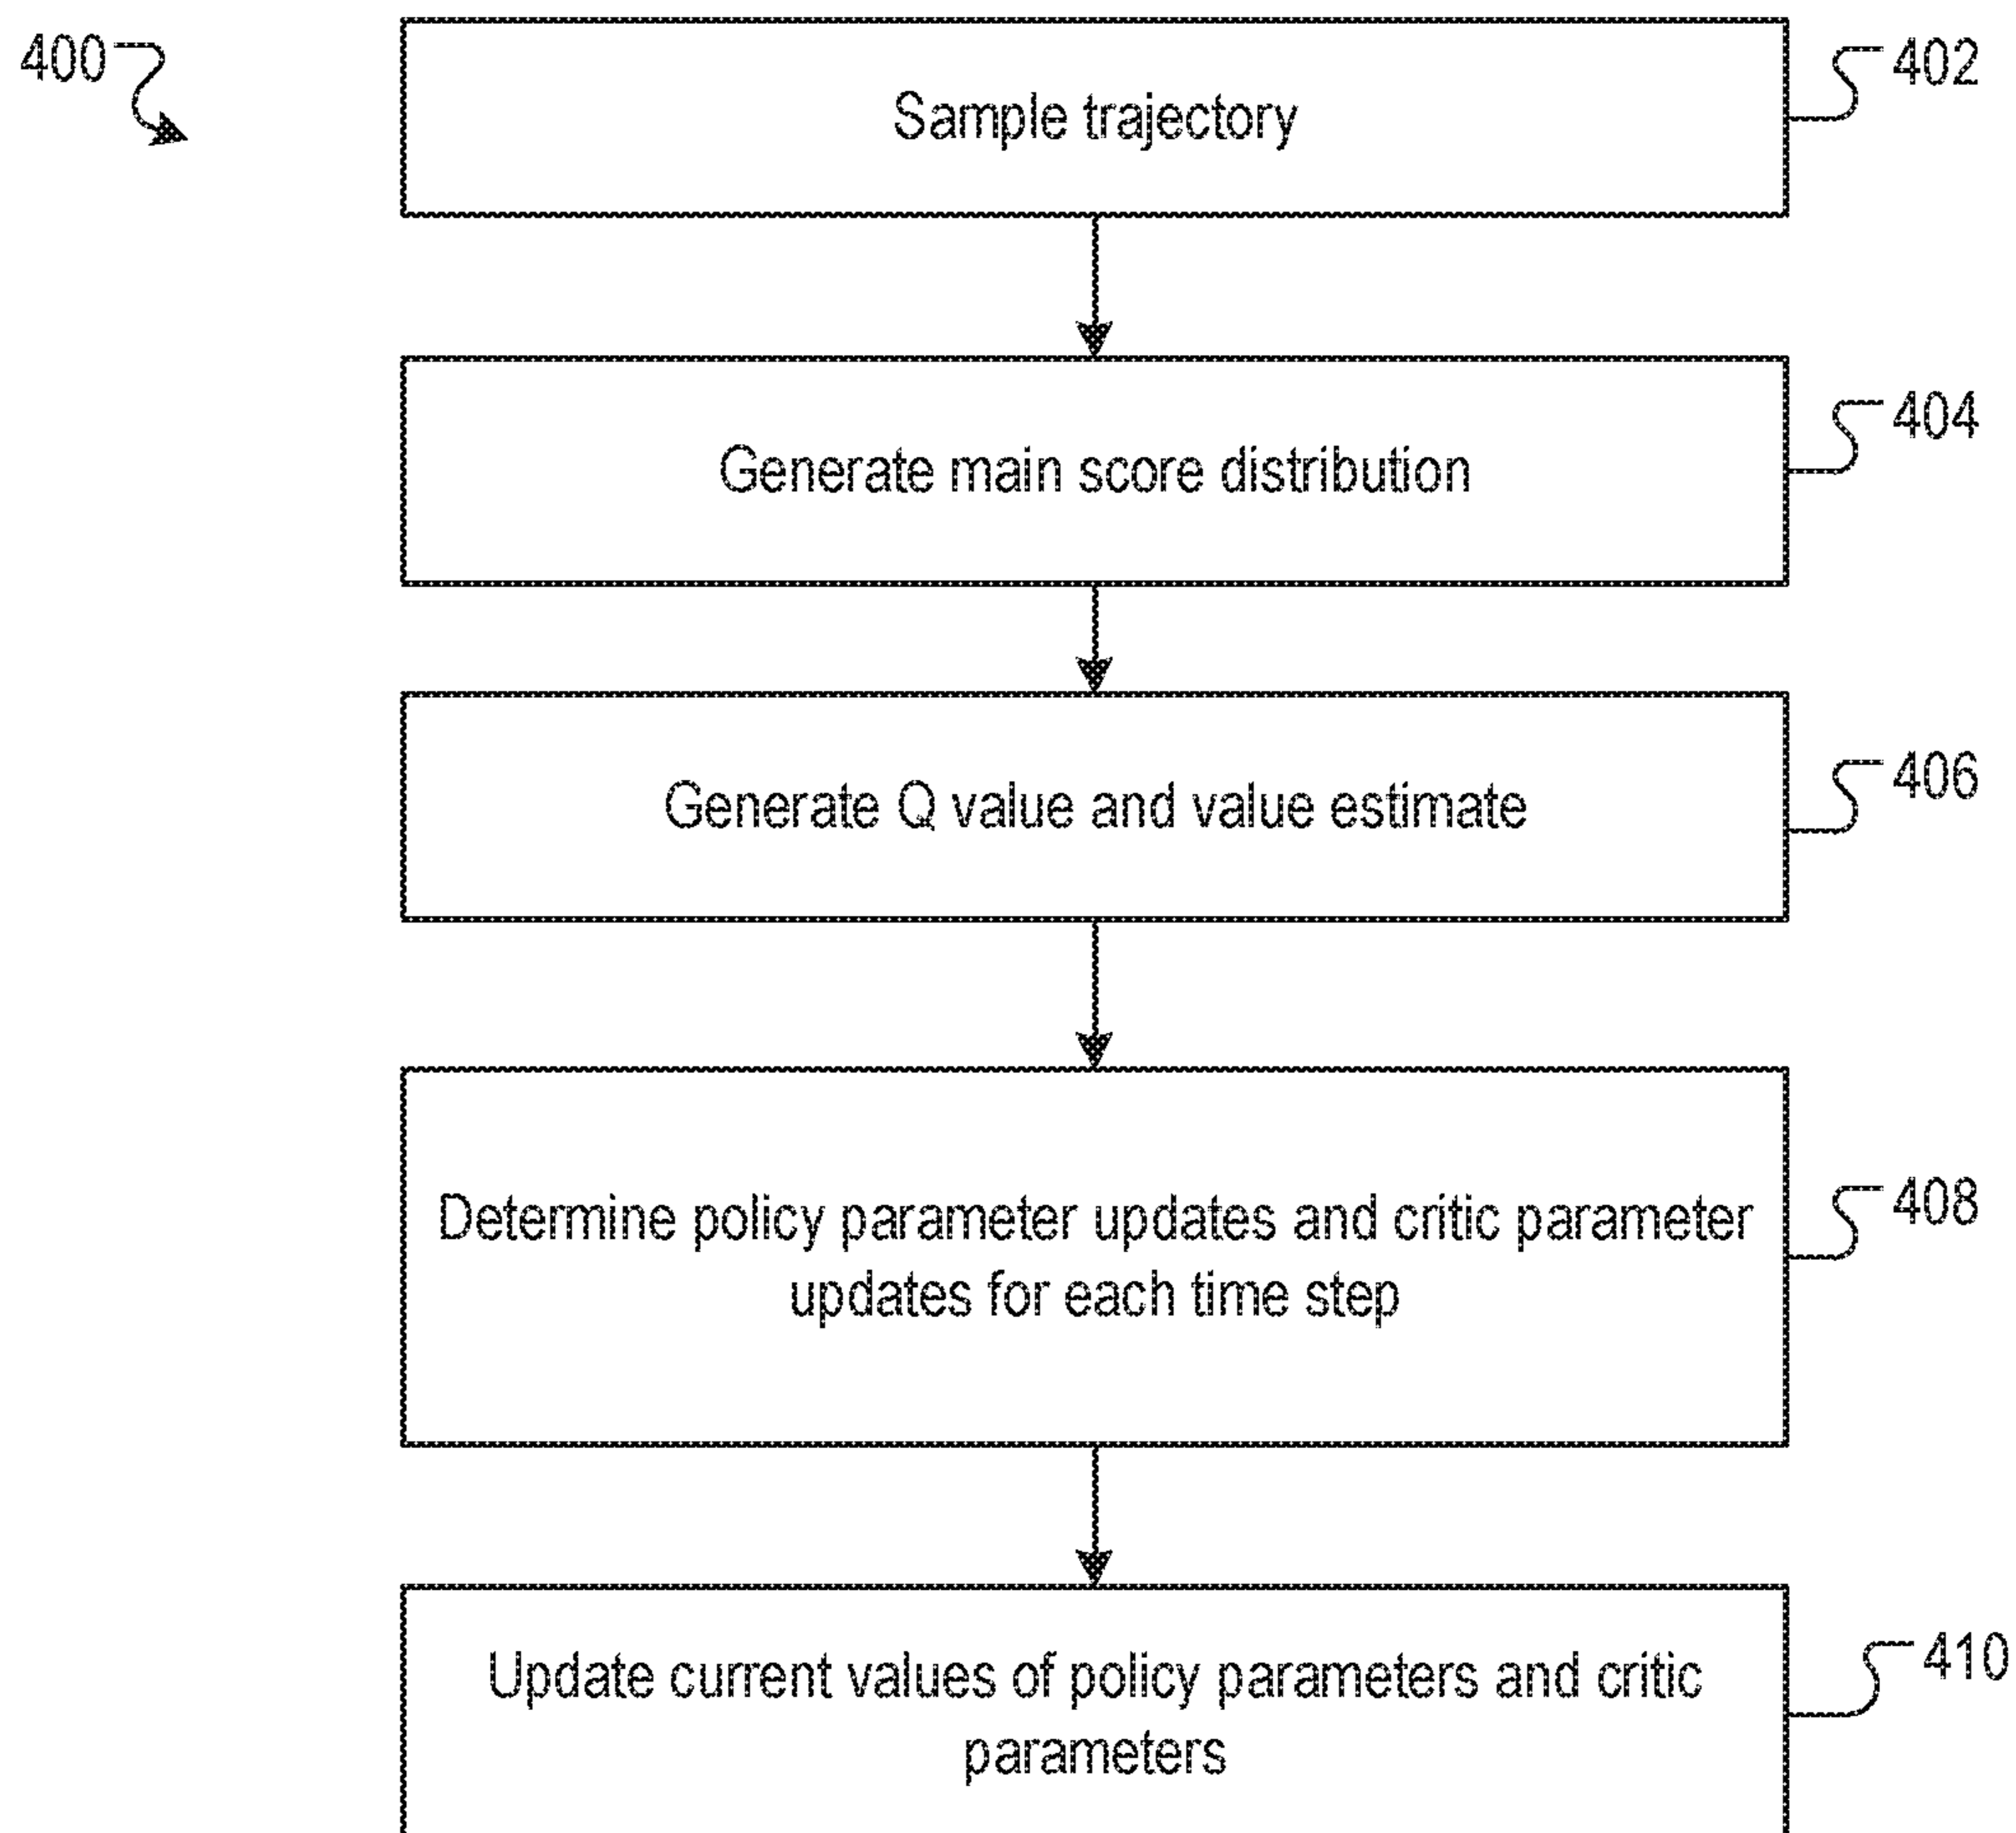 400
Sample trajectory
402
Generate main score distribution
404
Generate Q value and value estimate
406
Determine policy parameter updates and critic parameter
updates for each time step
408
Update current values of policy parameters and critic
parameters
410